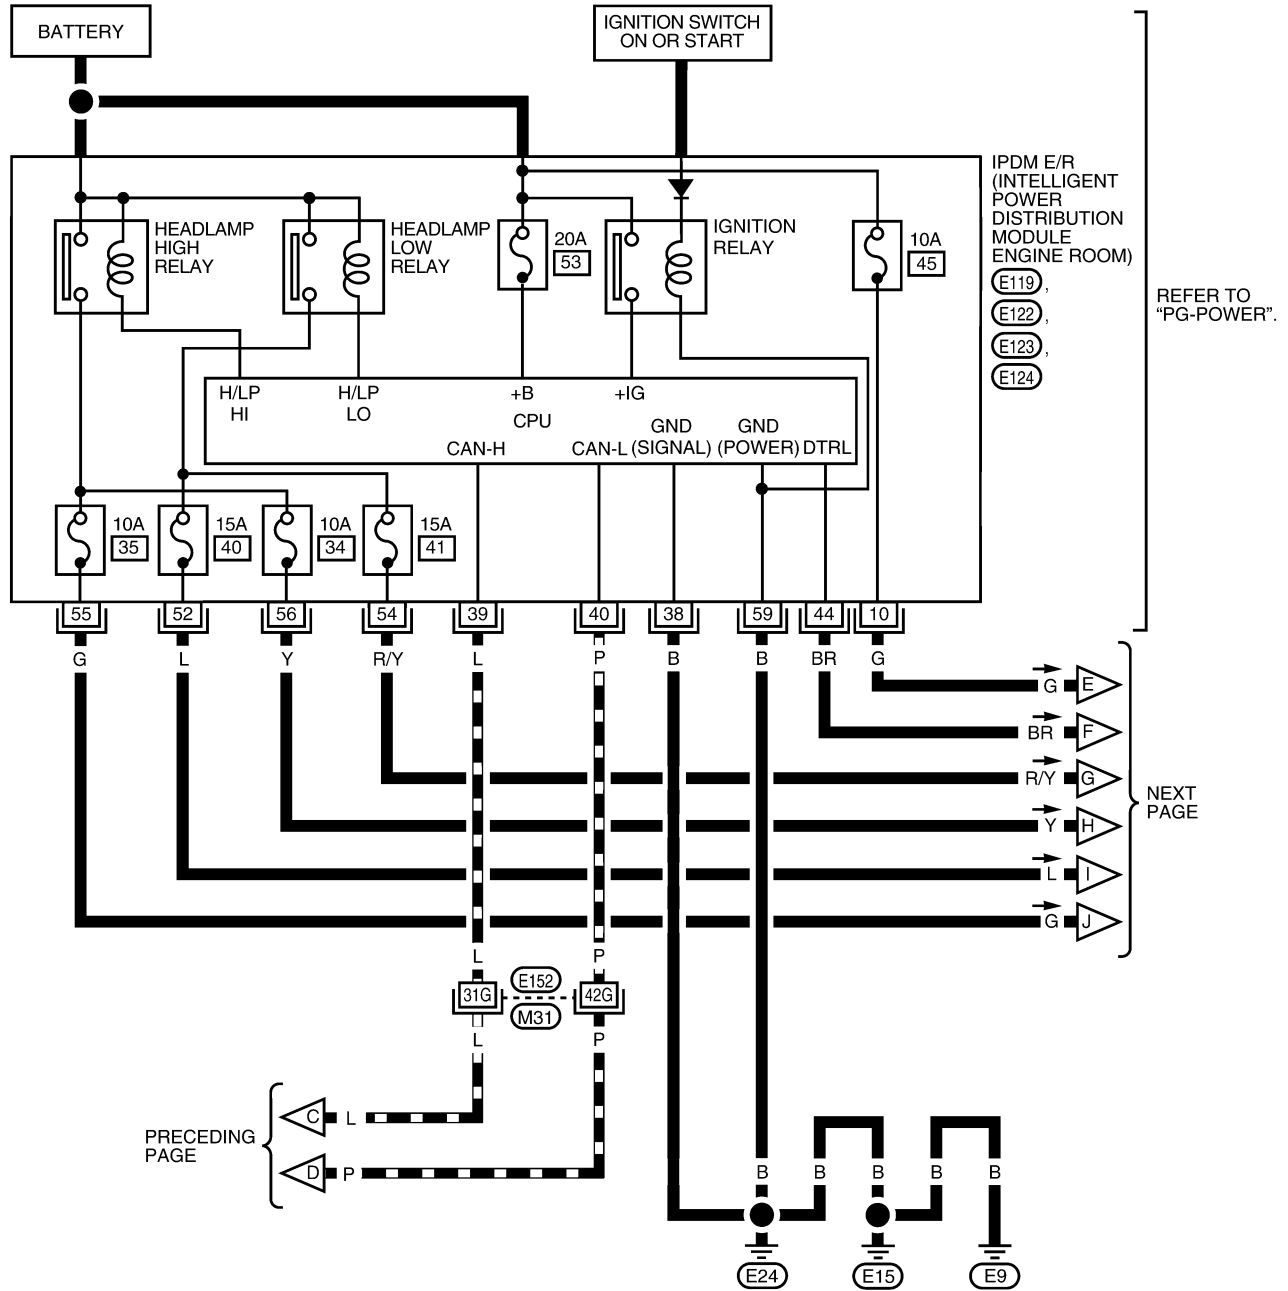 BATTERY
IGNITION SWITCH
ON OR START
IPDM E/R
(INTELLIGENT
POWER
DISTRIBUTION
MODULE
ENGINE ROOM)
E119 ,
E122 ,
E123 ,
E124
REFER TO
“PG-POWER”.
HEADLAMP
HIGH
RELAY
HEADLAMP
LOW
RELAY
20A
53
IGNITION
RELAY
10A
45
H/LP
HI
H/LP
LO
+B
+IG
CPU
CAN-H
CAN-L
GND
(SIGNAL)
GND
(POWER)
DTRL
10A
35
15A
40
10A
34
15A
41
55
52
56
54
39
40
38
59
44
10
G
L
Y
R/Y
L
P
B
B
BR
G
G
E
BR
F
R/Y
G
Y
H
L
I
G
J
NEXT
PAGE
L
P
31G
E152
M31
42G
L
P
PRECEDING
PAGE
C
L
D
P
B
B
B
B
B
E24
E15
E9